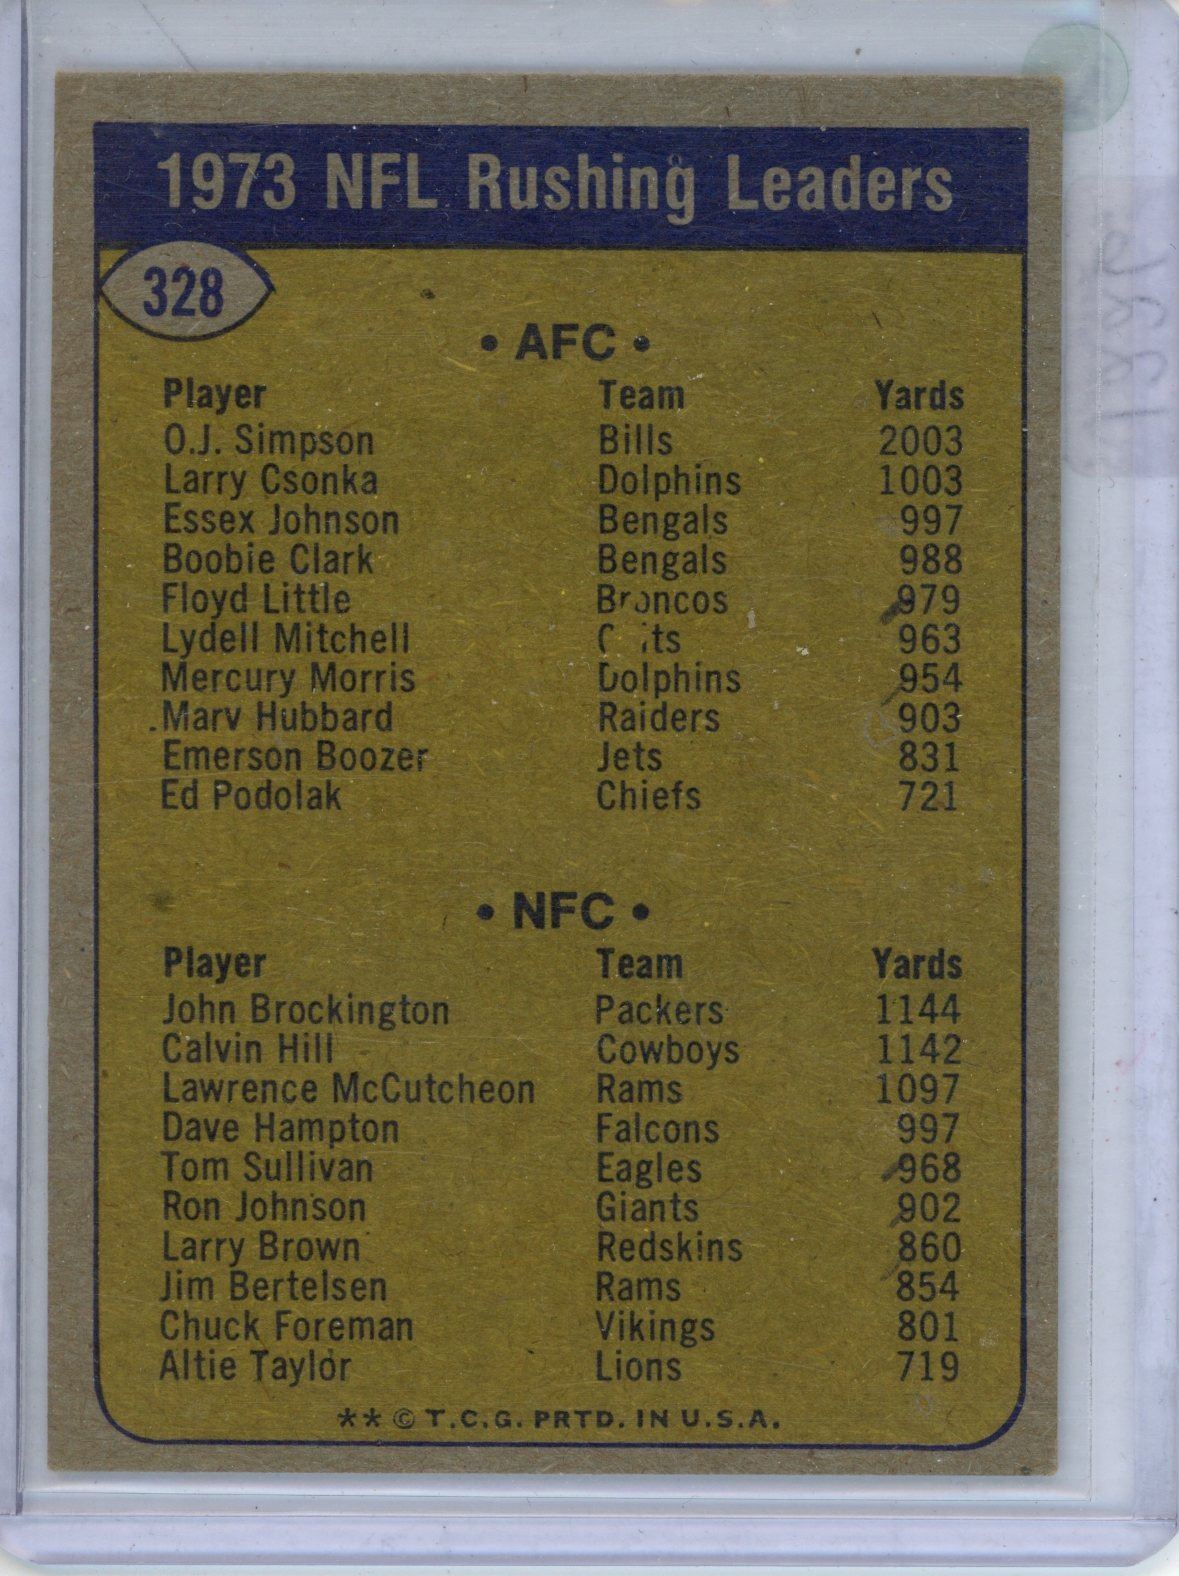 1973 NFL Rushing Leaders
328
• AFC •
Player Team Yards
O.J. Simpson Bills 2003
Larry Csonka Dolphins 1003
Essex Johnson Bengals 997
Boobie Clark Bengals 988
Floyd Little Broncos 979
Lydell Mitchell 963
Mercury Morris Dolphins 954
Marv Hubbard Raiders 903
Emerson Boozer Jets 831
Ed Podolak Chiefs 721
• NFC •
Player Team Yards
John Brockington Packers 1144
Calvin Hill Cowboys 1142
Lawrence McCutcheon Rams 1097
Dave Hampton Falcons 997
Tom Sullivan Eagles 968
Ron Johnson Giants 902
Larry Brown Redskins 860
Jim Bertelsen Rams 854
Chuck Foreman Vikings 801
Altie Taylor Lions 719
** © T.C.G. PRTD. IN U.S.A.